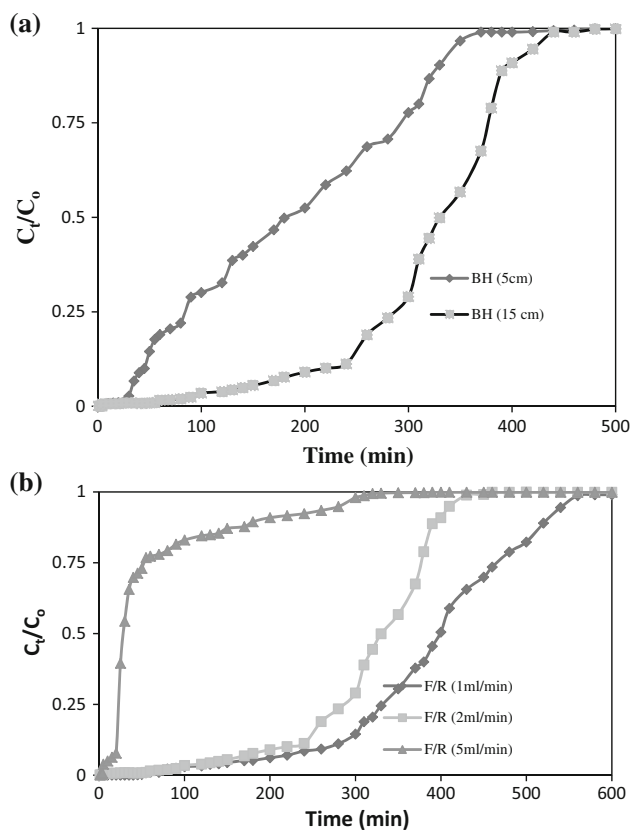 (a)
1
0.75
0.5
0.25
0
Cₜ/Cₒ
BH (5cm)
BH (15 cm)
0 100 200 300 400 500
Time (min)
(b)
1
0.75
0.5
0.25
0
Cₜ/Cₒ
F/R (1ml/min)
F/R (2ml/min)
F/R (5ml/min)
0 100 200 300 400 500 600
Time (min)